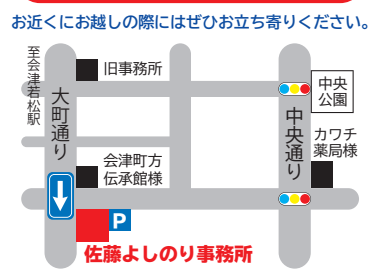 お近くにお越しの際にはぜひお立ち寄りください。
至会津若松駅
大町通り
旧事務所
中央
公園
中央通り
カワチ
薬局様
会津町方
伝承館様
P
佐藤よしのり事務所